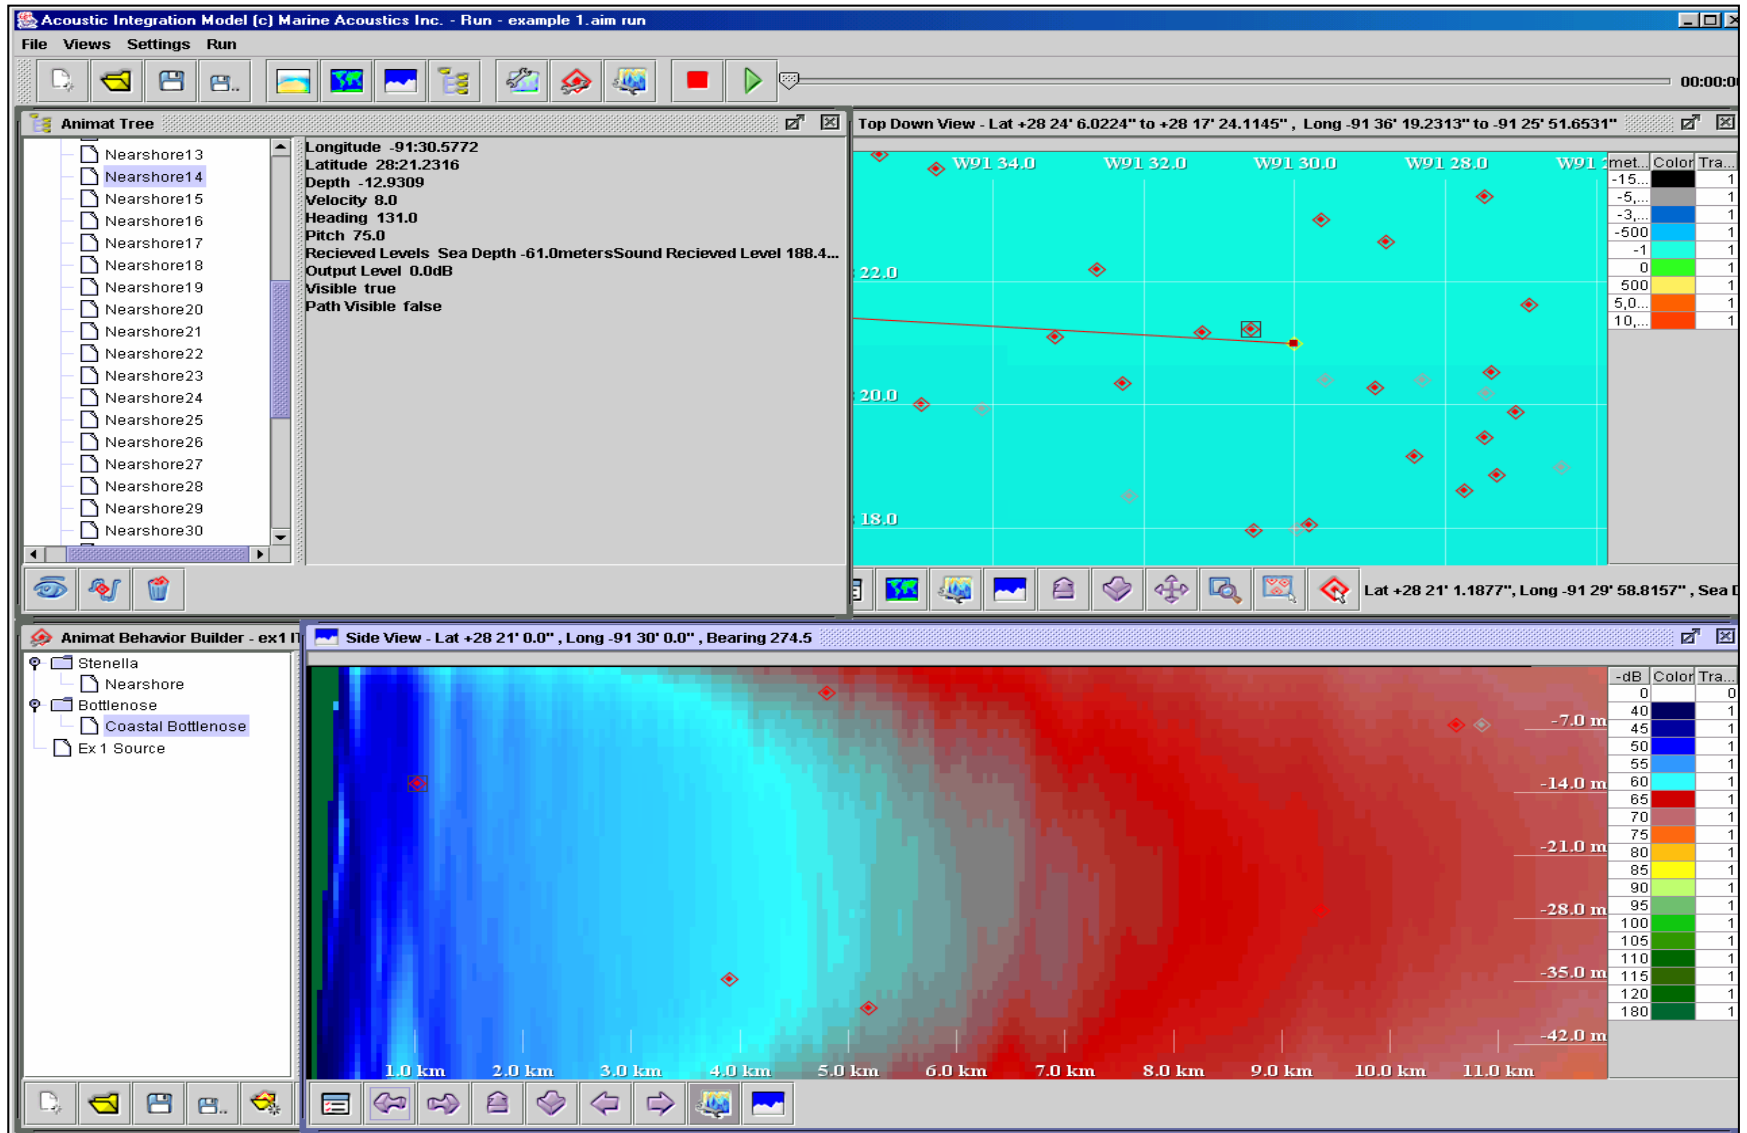 Acoustic Integration Model (c) Marine Acoustics Inc. - Run - example 1.aim run
File Views Settings Run
Animat Tree
Nearshore13
Nearshore14
Nearshore15
Nearshore16
Nearshore17
Nearshore18
Nearshore19
Nearshore20
Nearshore21
Nearshore22
Nearshore23
Nearshore24
Nearshore25
Nearshore26
Nearshore27
Nearshore28
Nearshore29
Nearshore30
Longitude -91:30.5772
Latitude 28:21.2316
Depth -12.9309
Velocity 8.0
Heading 131.0
Pitch 75.0
Recieved Levels Sea Depth -61.0metersSound Recieved Level 188.4...
Output Level 0.0dB
Visible true
Path Visible false
Top Down View - Lat +28 24' 6.0224" to +28 17' 24.1145" , Long -91 36' 19.2313" to -91 25' 51.6531"
W91 34.0 W91 32.0 W91 30.0 W91 28.0 W91
22.0
20.0
18.0
met... Color Tra...
-15... 1
-5,... 1
-3,... 1
-500 1
-1 1
0 1
500 1
5,0... 1
10,... 1
Lat +28 21' 1.1877", Long -91 29' 58.8157" , Sea
Animat Behavior Builder - ex1
Stenella
Nearshore
Bottlenose
Coastal Bottlenose
Ex 1 Source
Side View - Lat +28 21' 0.0" , Long -91 30' 0.0" , Bearing 274.5
-7.0 m
-14.0 m
-21.0 m
-28.0 m
-35.0 m
-42.0 m
1.0 km 2.0 km 3.0 km 4.0 km 5.0 km 6.0 km 7.0 km 8.0 km 9.0 km 10.0 km 11.0 km
-dB Color Tra...
0 0
40 1
45 1
50 1
55 1
60 1
65 1
70 1
75 1
80 1
85 1
90 1
95 1
100 1
105 1
110 1
115 1
120 1
180 1